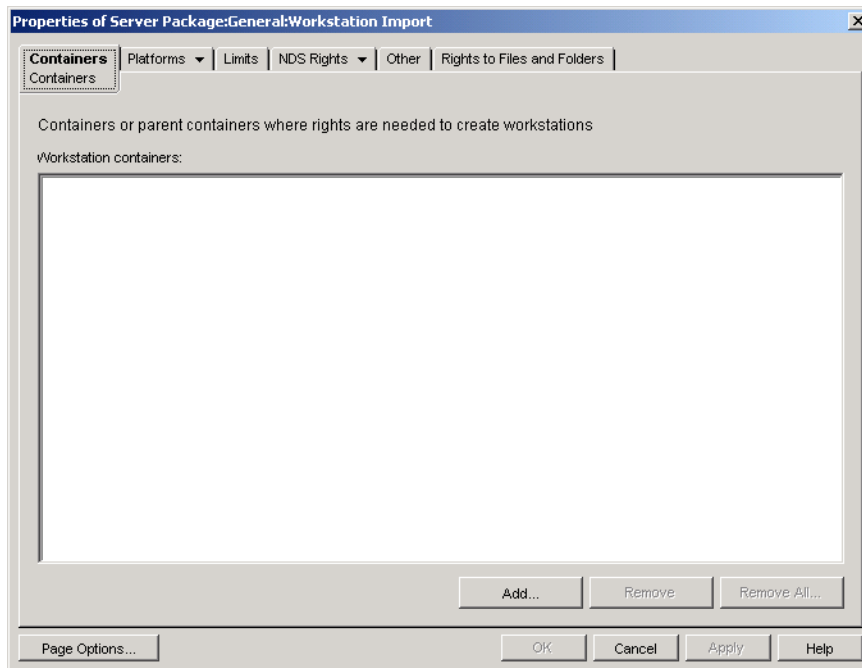 Properties of Server Package:General:Workstation Import
Containers Platforms Limits NDS Rights Other Rights to Files and Folders
Containers
Containers or parent containers where rights are needed to create workstations
Workstation containers:
Add... Remove Remove All...
Page Options... OK Cancel Apply Help